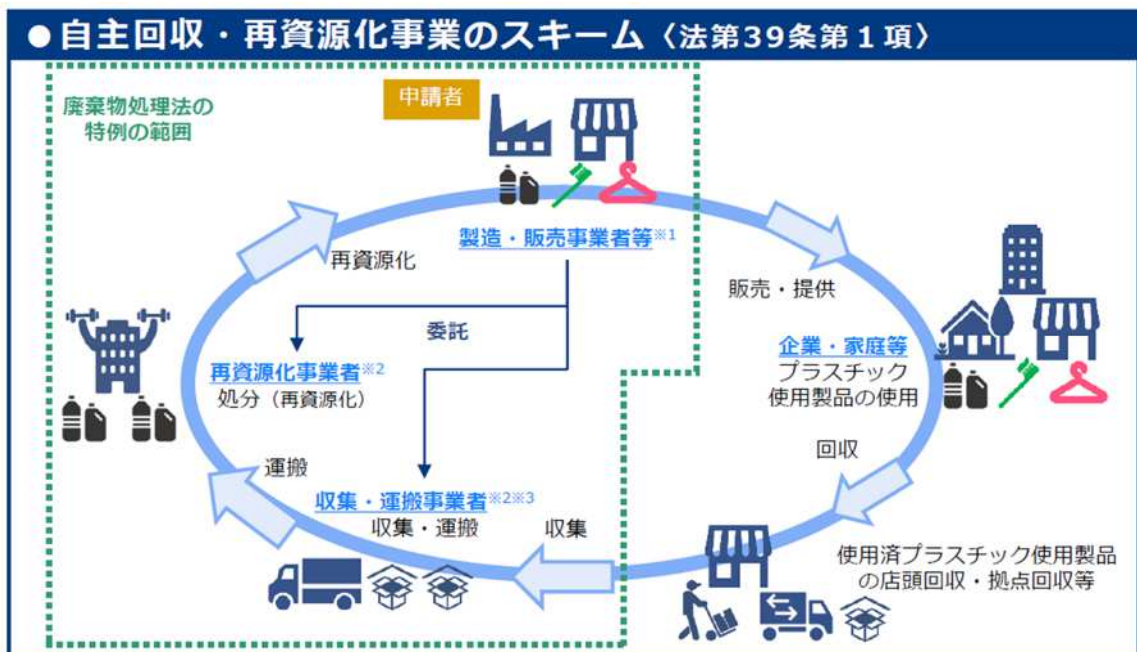 ●自主回収・再資源化事業のスキーム〈法第39条第１項〉
廃棄物処理法の
特例の範囲
申請者
製造・販売事業者等※1
再資源化
販売・提供
委託
企業・家庭等
プラスチック
使用製品の使用
再資源化事業者※2
処分（再資源化）
回収
運搬
収集・運搬事業者※2※3
収集・運搬
収集
使用済プラスチック使用製品
の店頭回収・拠点回収等